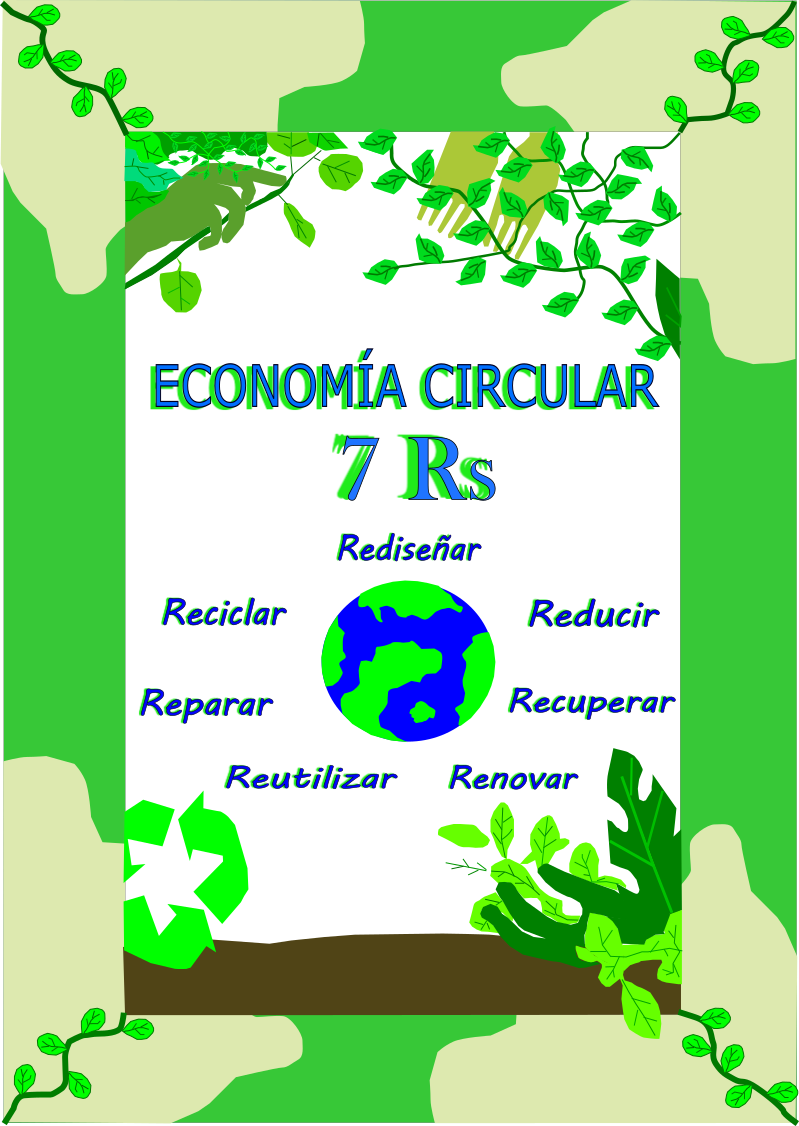 ECONOMÍA CIRCULAR
7 Rs
Rediseñar
Reciclar
Reducir
Reparar
Recuperar
Reutilizar
Renovar